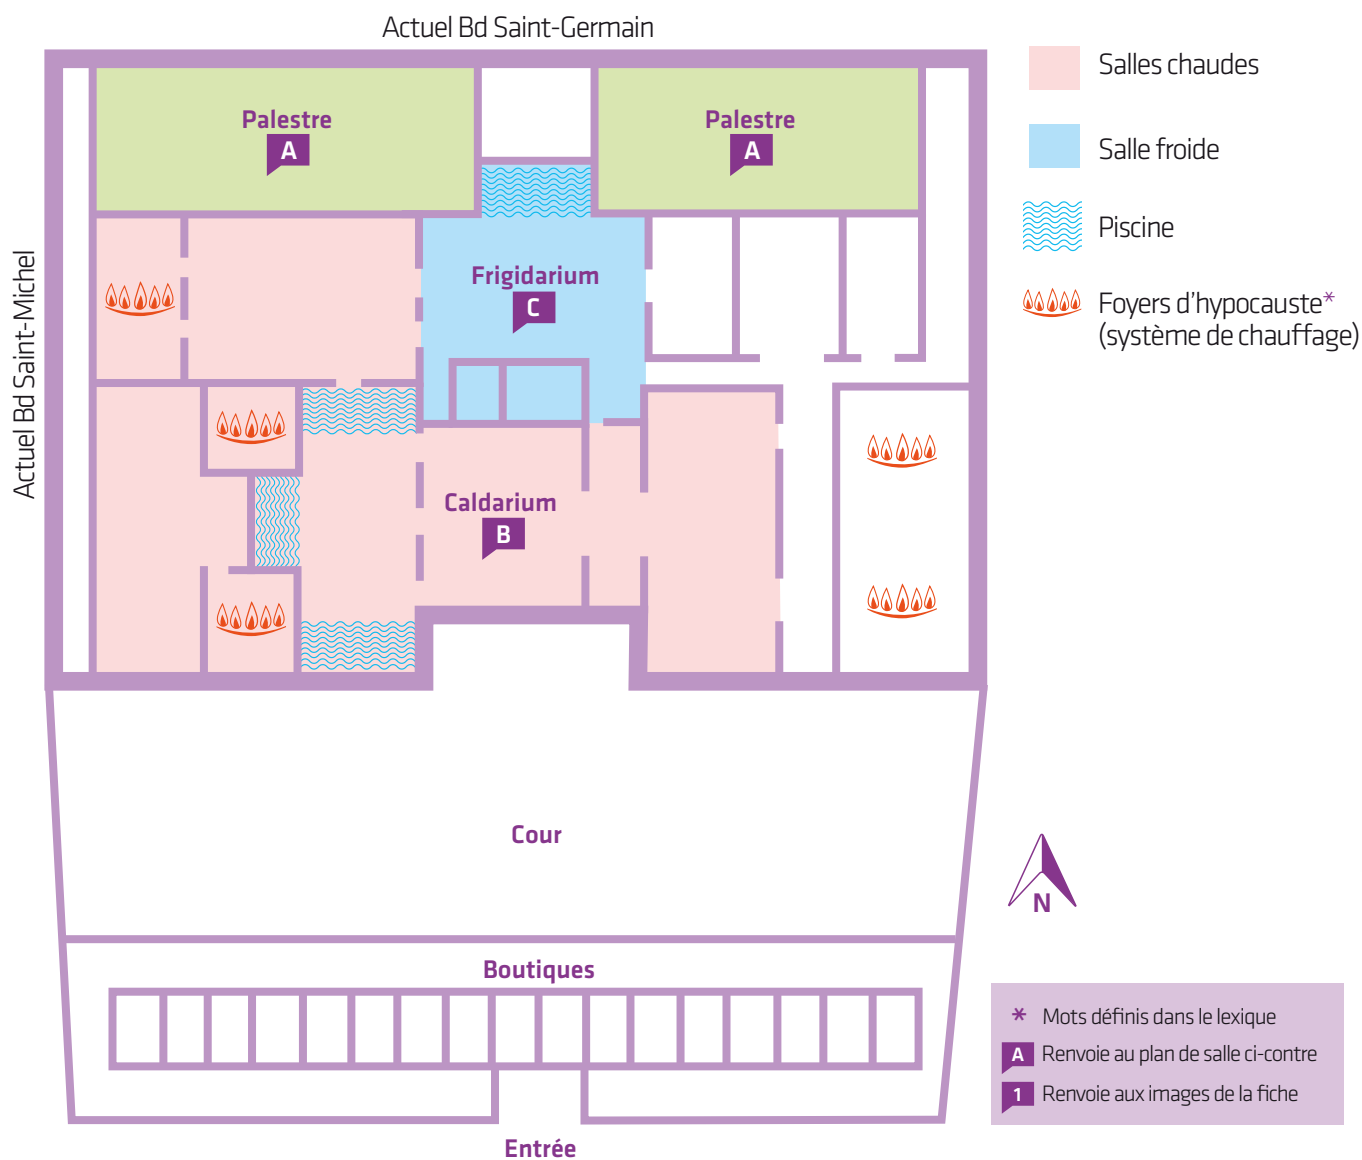 Actuel Bd Saint-Germain
Actuel Bd Saint-Michel
Palestre
A
Palestre
A
Frigidarium
C
Caldarium
B
Cour
Boutiques
Entrée
Salles chaudes
Salle froide
Piscine
Foyers d'hypocauste*
(système de chauffage)
N
* Mots définis dans le lexique
A Renvoie au plan de salle ci-contre
1 Renvoie aux images de la fiche